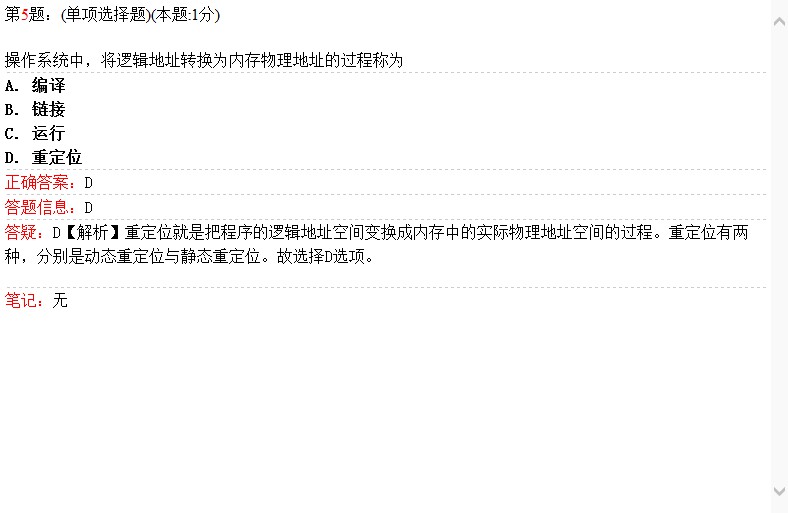 第5题：(单项选择题)(本题:1分)
操作系统中，将逻辑地址转换为内存物理地址的过程称为
A. 编译
B. 链接
C. 运行
D. 重定位
正确答案：D
答题信息：D
答疑：D【解析】重定位就是把程序的逻辑地址空间变换成内存中的实际物理地址空间的过程。重定位有两
种，分别是动态重定位与静态重定位。故选择D选项。
笔记：无